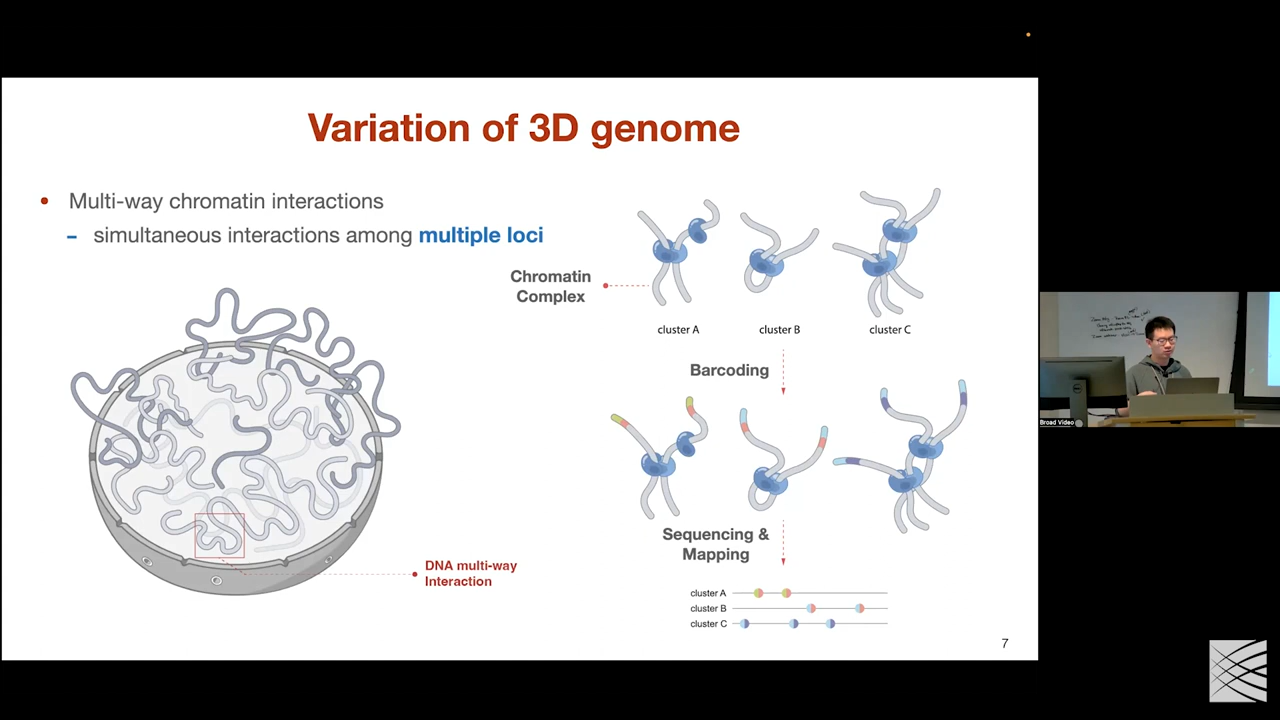 Variation of 3D genome
• Multi-way chromatin interactions
– simultaneous interactions among multiple loci
Chromatin
Complex
cluster A
cluster B
cluster C
Barcoding
Sequencing &
Mapping
DNA multi-way
Interaction
cluster A
cluster B
cluster C
7
Broad Video